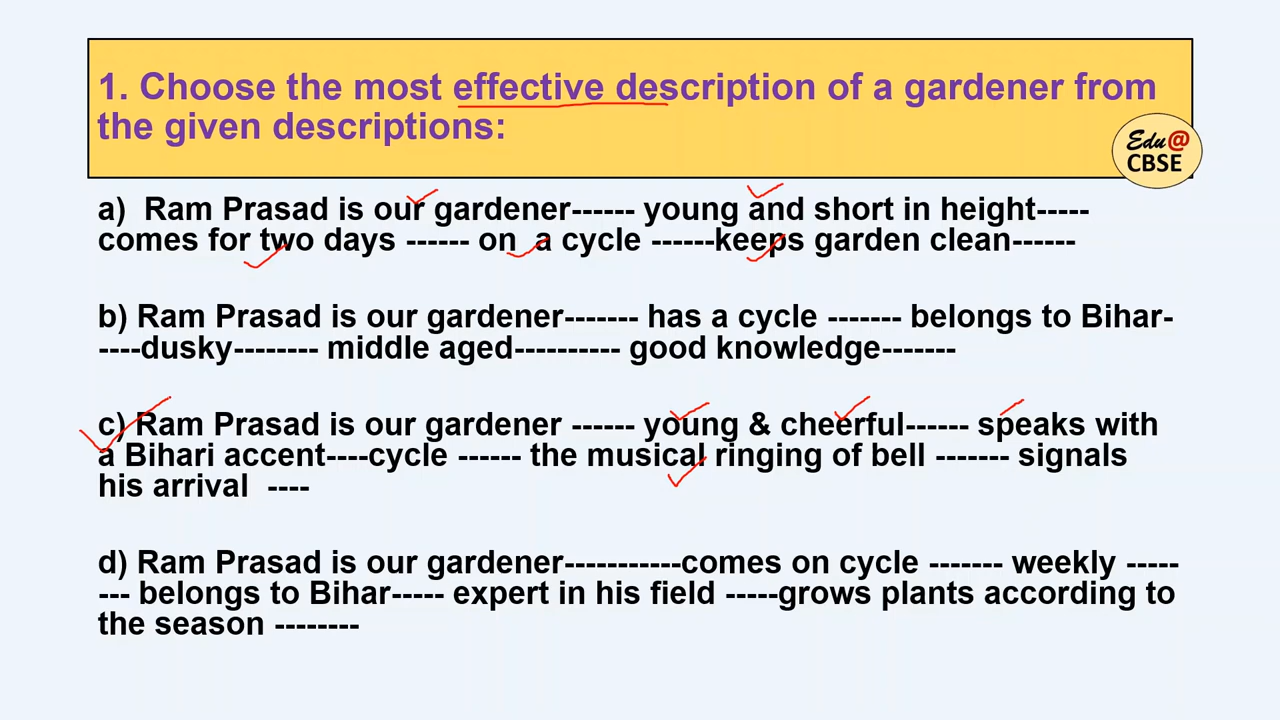 1. Choose the most effective description of a gardener from
the given descriptions:
Edu@
CBSE
a)  Ram Prasad is our gardener------ young and short in height-----
comes for two days ------ on  a cycle ------keeps garden clean------
b) Ram Prasad is our gardener------- has a cycle ------- belongs to Bihar-
----dusky-------- middle aged---------- good knowledge-------
c) Ram Prasad is our gardener ------ young & cheerful------ speaks with
a Bihari accent----cycle ------ the musical ringing of bell ------- signals
his arrival  ----
d) Ram Prasad is our gardener-----------comes on cycle ------- weekly -----
--- belongs to Bihar----- expert in his field -----grows plants according to
the season --------